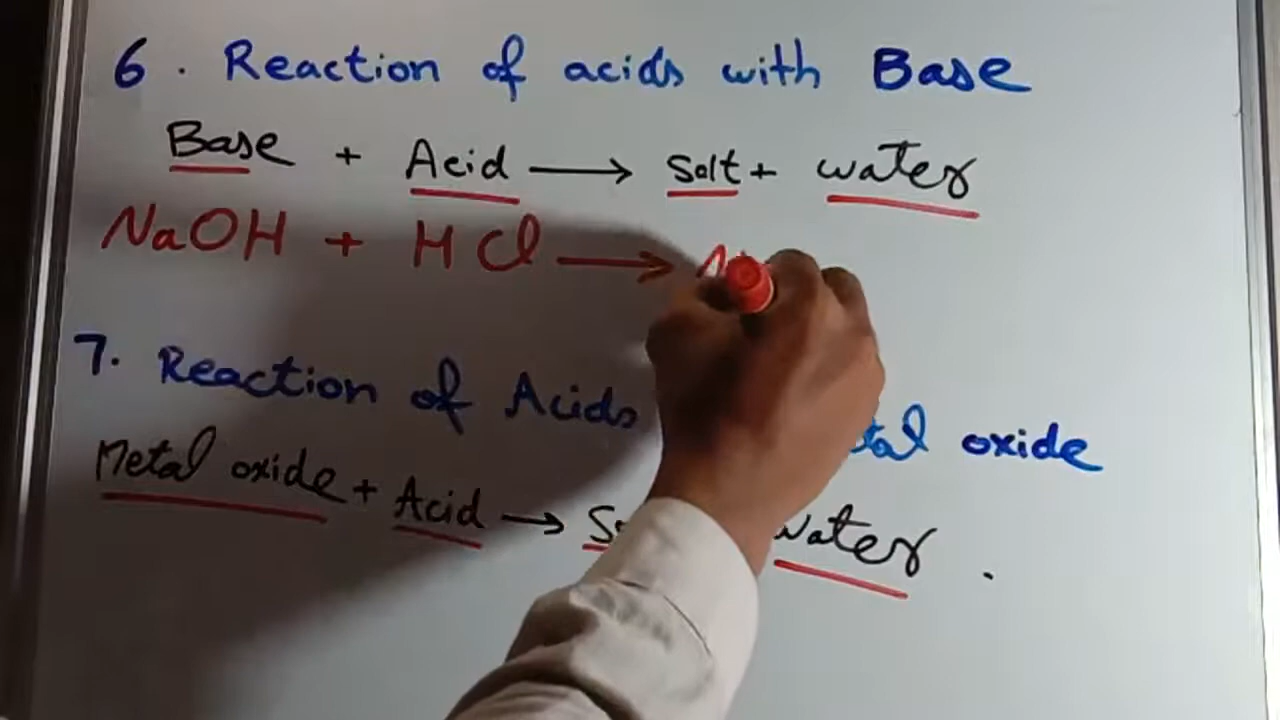 6. Reaction of acids with Base
Base + Acid → Salt + water
NaOH + HCl →
7. Reaction of Acids oxide
Metal oxide + Acid → water.